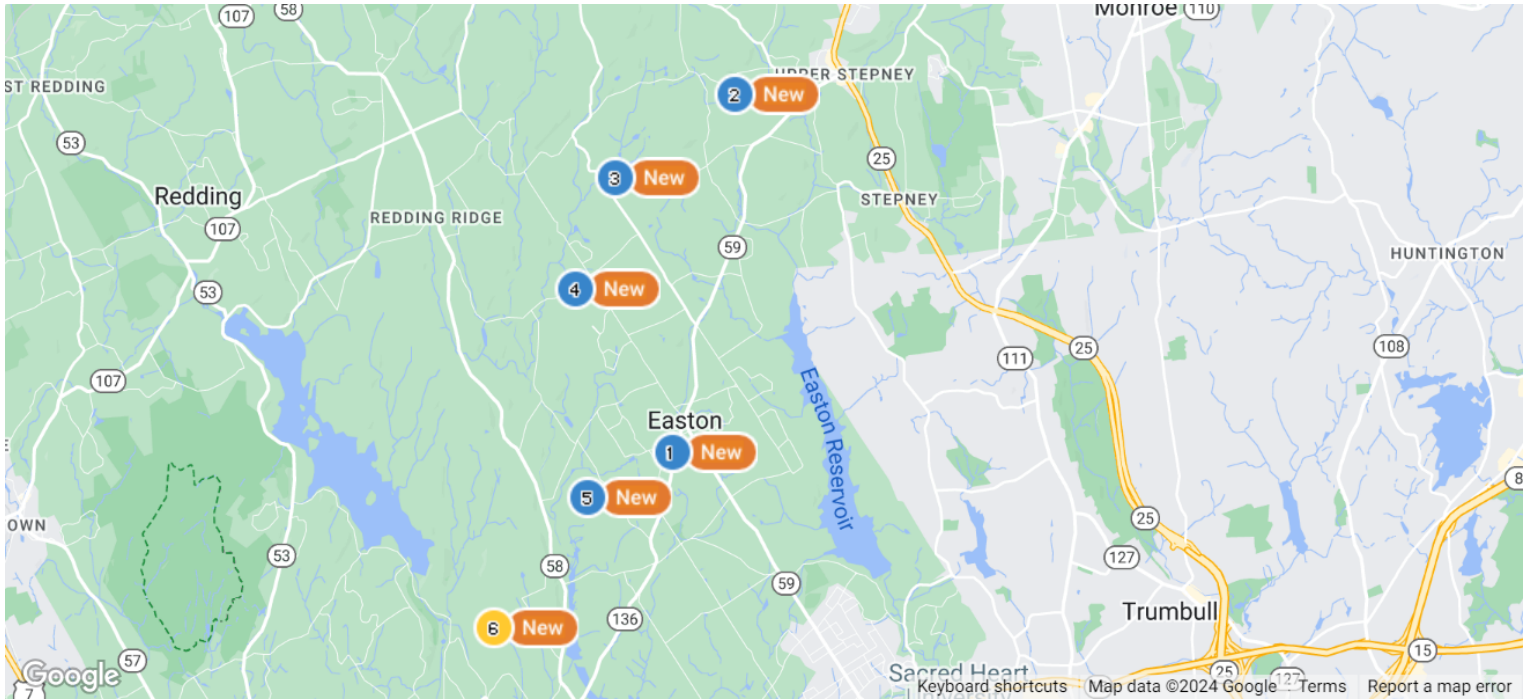 107
58
Monroe
110
ST REDDING
UPPER STEPNEY
2 New
53
25
3 New
Redding
STEPNEY
REDDING RIDGE
107
59
HUNTINGTON
53
4 New
108
25
111
107
Easton
Easton Reservoir
1 New
8
5 New
OWN
25
53
127
58
59
Trumbull
136
6 New
15
57
Sacred Heart
25
127
Google
7
Keyboard shortcuts
Map data ©2024 Google
Terms
Report a map error